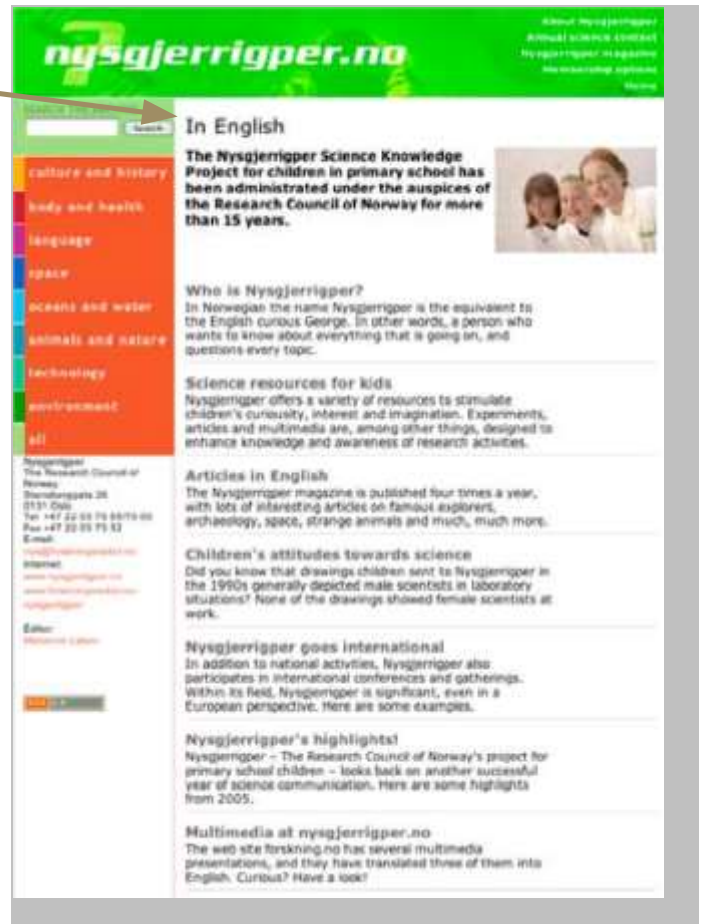 nysgjerrigper.no
About Nysgjerrigper
Annual science contest
Nysgjerrigper magazine
Membership options
Home
Search
In English
The Nysgjerrigper Science Knowledge
Project for children in primary school has
been administrated under the auspices of
the Research Council of Norway for more
than 15 years.
culture and history
body and health
language
space
oceans and water
animals and nature
technology
environment
all
Nysgjerrigper
The Research Council of
Norway
0131 Oslo
E-mail:
Internet:
www.nysgjerrigper.no
Editor:
Who is Nysgjerrigper?
In Norwegian the name Nysgjerrigper is the equivalent to
the English curious George. In other words, a person who
wants to know about everything that is going on, and
questions every topic.
Science resources for kids
Nysgjerrigper offers a variety of resources to stimulate
children's curiousity, interest and imagination. Experiments,
articles and multimedia are, among other things, designed to
enhance knowledge and awareness of research activities.
Articles in English
The Nysgjerrigper magazine is published four times a year,
with lots of interesting articles on famous explorers,
archaeology, space, strange animals and much, much more.
Children's attitudes towards science
Did you know that drawings children sent to Nysgjerrigper in
the 1990s generally depicted male scientists in laboratory
situations? None of the drawings showed female scientists at
work.
Nysgjerrigper goes international
In addition to national activities, Nysgjerrigper also
participates in international conferences and gatherings.
Within its field, Nysgjerrigper is significant, even in a
European perspective. Here are some examples.
Nysgjerrigper's highlights!
Nysgjerrigper – The Research Council of Norway's project for
primary school children – looks back on another successful
year of science communication. Here are some highlights
from 2005.
Multimedia at nysgjerrigper.no
The web site forskning.no has several multimedia
presentations, and they have translated three of them into
English. Curious? Have a look!